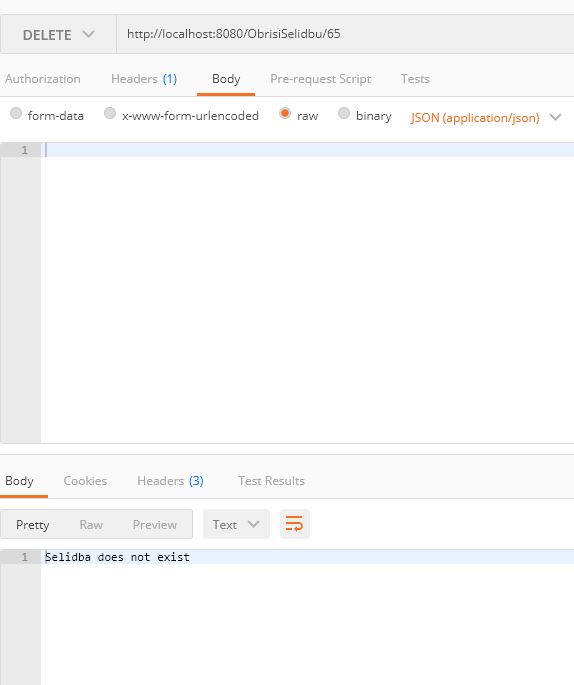 DELETE http://localhost:8080/ObrisiSelidbu/65
Authorization Headers (1) Body Pre-request Script Tests
form-data x-www-form-urlencoded raw binary JSON (application/json)
1
Body Cookies Headers (3) Test Results
Pretty Raw Preview Text
1 Selidba does not exist